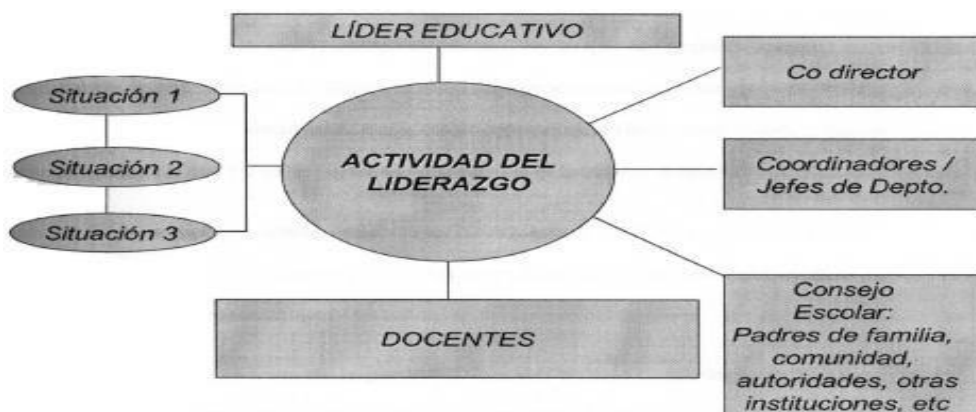 LÍDER EDUCATIVO
Situación 1
Situación 2
Situación 3
ACTIVIDAD DEL
LIDERAZGO
Co director
Coordinadores /
Jefes de Depto.
Consejo
Escolar:
Padres de familia,
comunidad,
autoridades, otras
instituciones, etc
DOCENTES